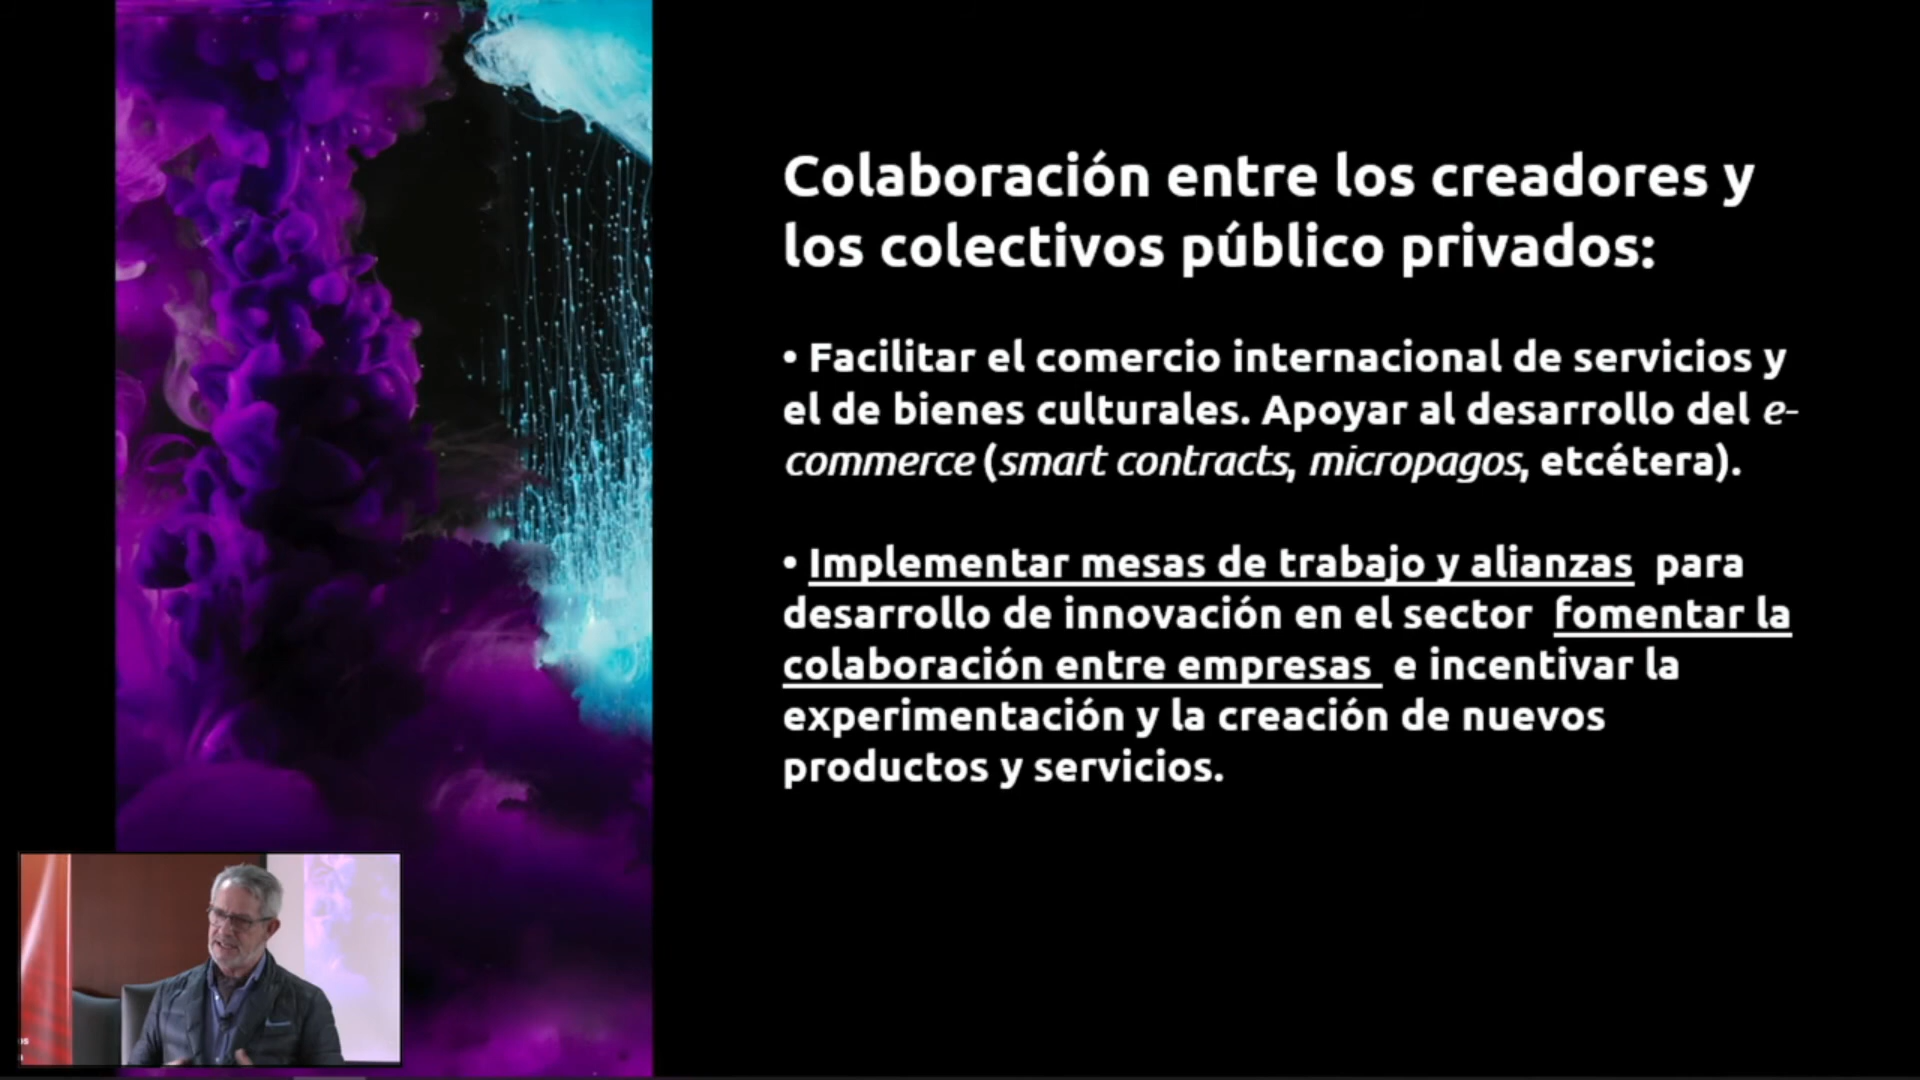 Colaboración entre los creadores y
los colectivos público privados:
• Facilitar el comercio internacional de servicios y
el de bienes culturales. Apoyar al desarrollo del e-
commerce (smart contracts, micropagos, etcétera).
• Implementar mesas de trabajo y alianzas para
desarrollo de innovación en el sector fomentar la
colaboración entre empresas e incentivar la
experimentación y la creación de nuevos
productos y servicios.